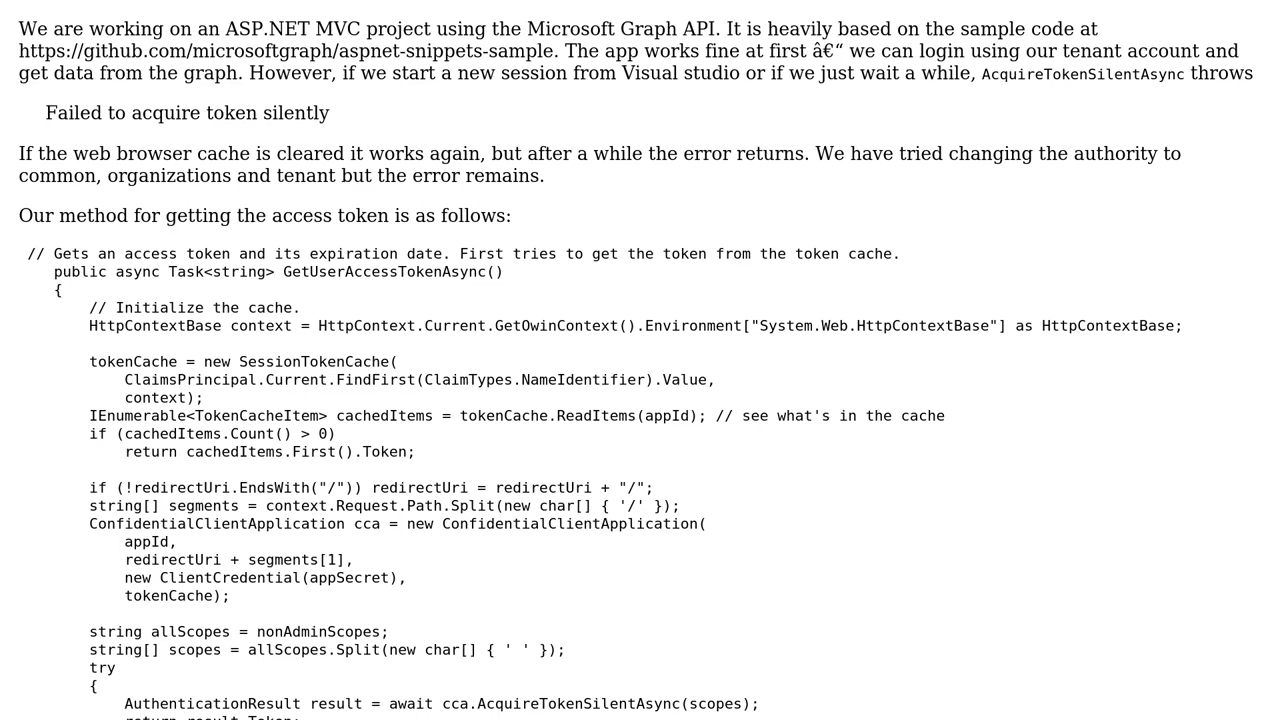 We are working on an ASP.NET MVC project using the Microsoft Graph API. It is heavily based on the sample code at
https://github.com/microsoftgraph/aspnet-snippets-sample. The app works fine at first â€“ we can login using our tenant account and
get data from the graph. However, if we start a new session from Visual studio or if we just wait a while, AcquireTokenSilentAsync throws
Failed to acquire token silently
If the web browser cache is cleared it works again, but after a while the error returns. We have tried changing the authority to
common, organizations and tenant but the error remains.
Our method for getting the access token is as follows:
// Gets an access token and its expiration date. First tries to get the token from the token cache.
public async Task<string> GetUserAccessTokenAsync()
{
// Initialize the cache.
HttpContextBase context = HttpContext.Current.GetOwinContext().Environment["System.Web.HttpContextBase"] as HttpContextBase;
tokenCache = new SessionTokenCache(
ClaimsPrincipal.Current.FindFirst(ClaimTypes.NameIdentifier).Value,
context);
IEnumerable<TokenCacheItem> cachedItems = tokenCache.ReadItems(appId); // see what's in the cache
if (cachedItems.Count() > 0)
return cachedItems.First().Token;
if (!redirectUri.EndsWith("/")) redirectUri = redirectUri + "/";
string[] segments = context.Request.Path.Split(new char[] { '/' });
ConfidentialClientApplication cca = new ConfidentialClientApplication(
appId,
redirectUri + segments[1],
new ClientCredential(appSecret),
tokenCache);
string allScopes = nonAdminScopes;
string[] scopes = allScopes.Split(new char[] { ' ' });
try
{
AuthenticationResult result = await cca.AcquireTokenSilentAsync(scopes);
return result.Token;